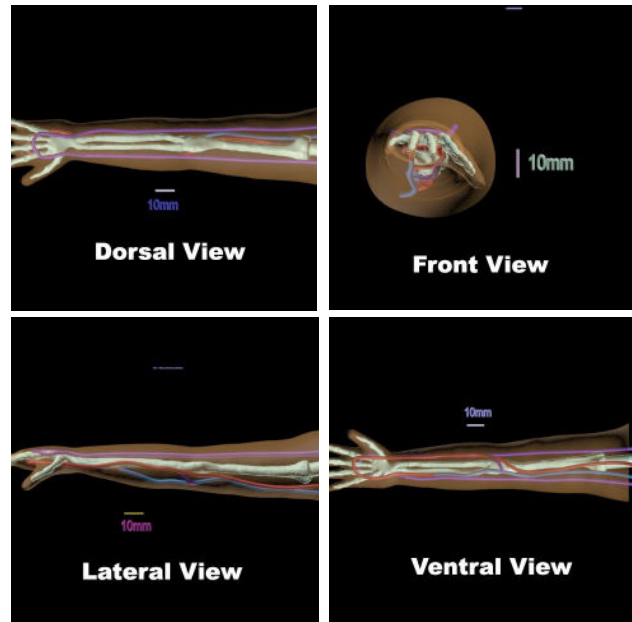 10mm
Dorsal View
10mm
Front View
10mm
Lateral View
10mm
Ventral View